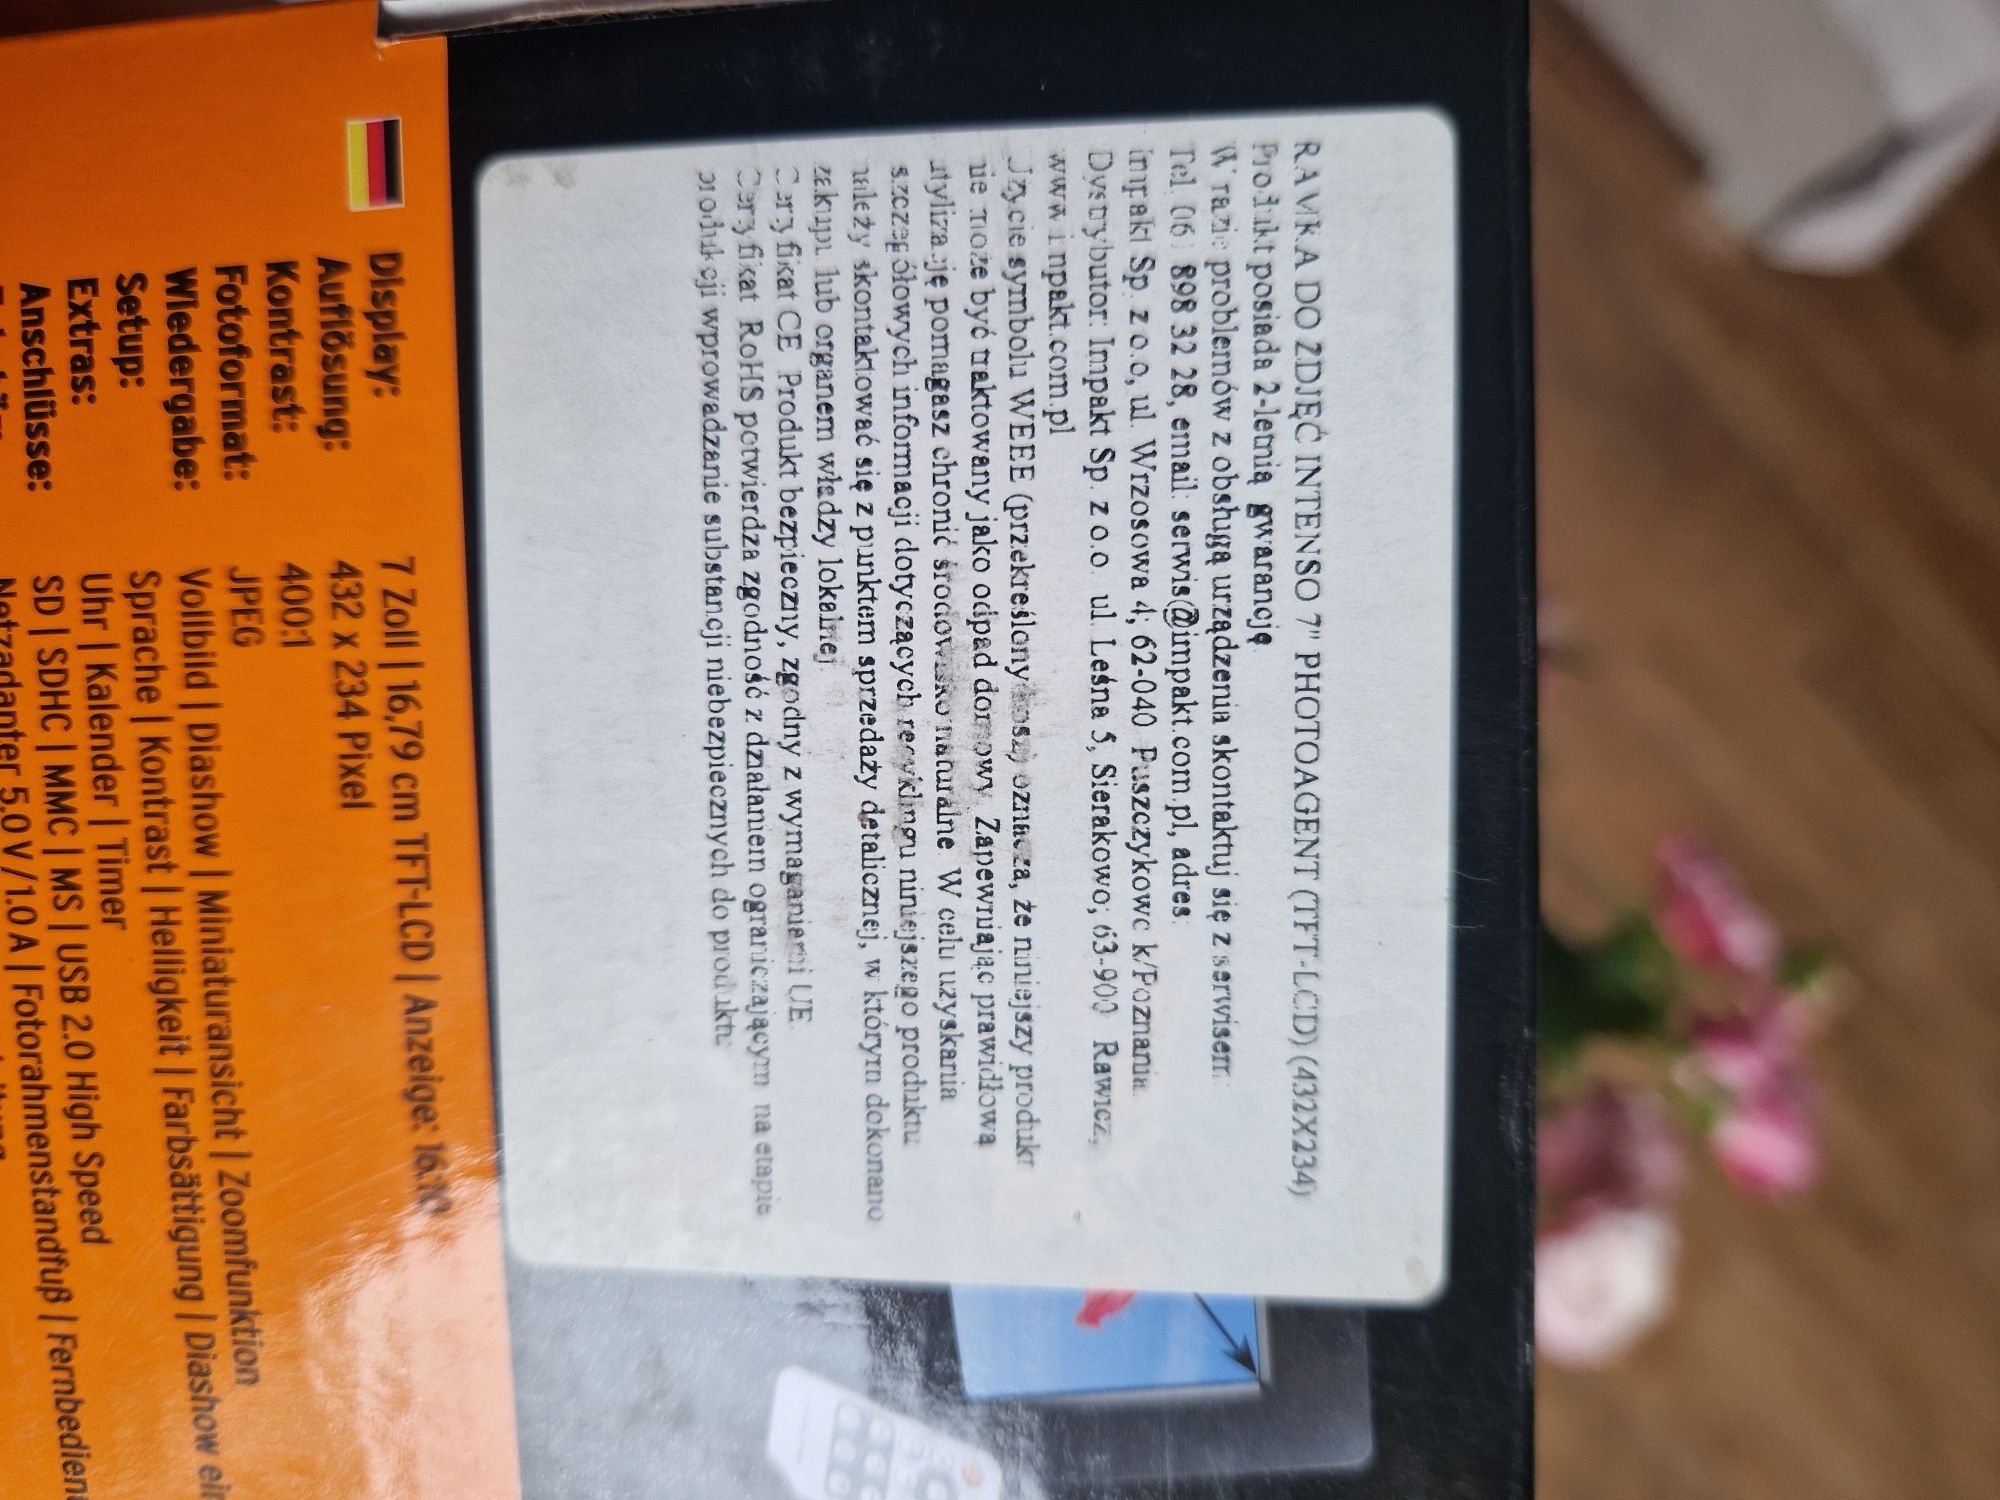 RAMKA DO ZDJĘĆ INTENSO 7" PHOTOAGENT (TFT-LCD) (432X234)
Produkt posiada 2-letnią gwarancję.
W razie problemów z obsługą urządzenia skontaktuj się z serwisem.
Tel. 061 898 32 28, email: serwis@impakt.com.pl, adres:
Impakt Sp. z o.o, ul. Wrzosowa 4; 62-040 Puszczykowo k/Poznania.
Dystrybutor: Impakt Sp. z o.o. ul. Leśna 5, Sierakowo; 63-900 Rawicz,
www.impakt.com.pl
Użycie symbolu WEEE (przekreślony kosz) oznacza, że niniejszy produkt
nie może być traktowany jako odpad domowy. Zapewniając prawidłową
utylizację pomagasz chronić środowisko naturalne. W celu uzyskania
szczegółowych informacji dotyczących recyklingu niniejszego produktu
należy skontaktować się z punktem sprzedaży detalicznej, w którym dokonano
zakupu, lub organem władzy lokalnej.
Certyfikat CE. Produkt bezpieczny, zgodny z wymaganiami UE.
Certyfikat RoHS potwierdza zgodność z działaniem ograniczającym na etapie
produkcji wprowadzanie substancji niebezpiecznych do produktu.
Display: 7 Zoll | 16,79 cm TFT-LCD | Anzeige: 16:10
Auflösung: 432 x 234 Pixel
Kontrast: 400:1
Fotoformat: JPEG
Wiedergabe: Vollbild | Diashow | Miniaturansicht | Zoomfunktion
Setup: Sprache | Kontrast | Helligkeit | Farbsättigung | Diashow
Extras: Uhr | Kalender | Timer
Anschlüsse: SD | SDHC | MMC | MS | USB 2.0 High Speed
Netzadapter 5.0 V/1.0 A | Fotorahmenstandfuß |